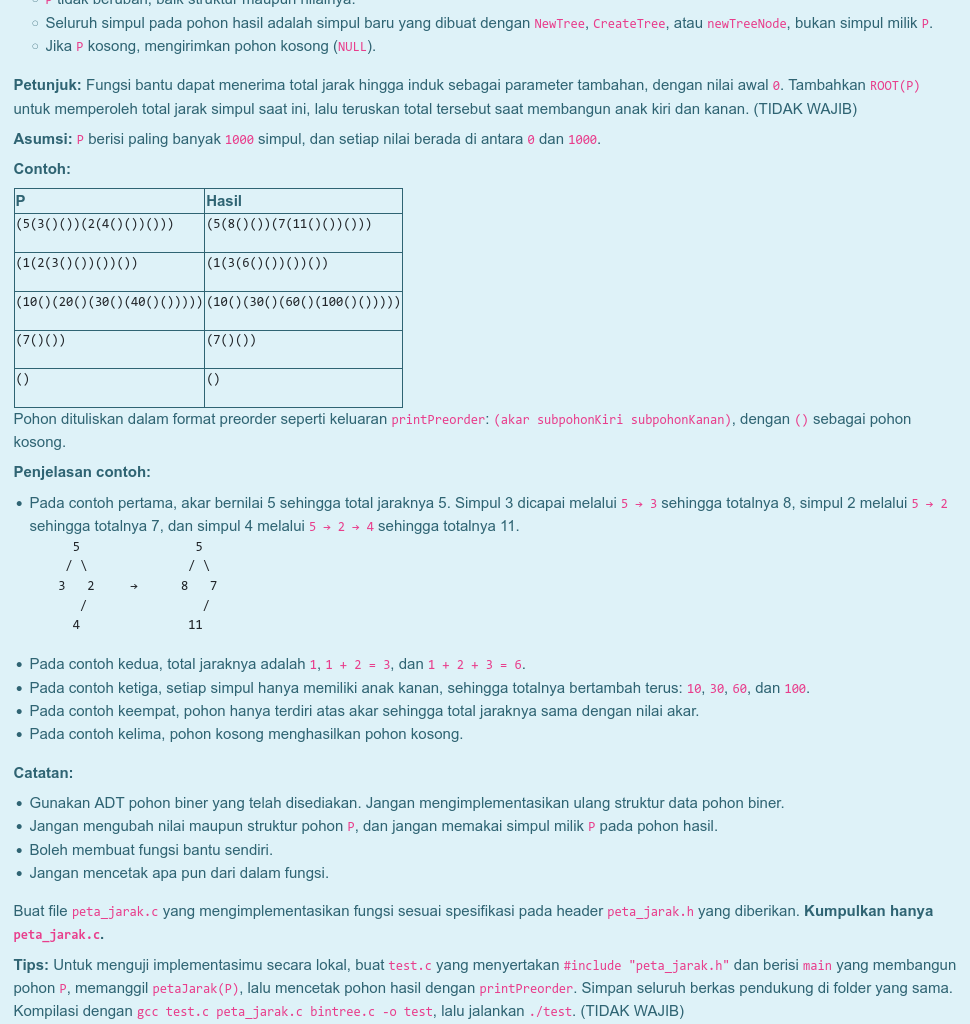 P tidak berubah, baik struktur maupun nilainya.
Seluruh simpul pada pohon hasil adalah simpul baru yang dibuat dengan NewTree, CreateTree, atau newTreeNode, bukan simpul milik P.
Jika P kosong, mengirimkan pohon kosong (NULL).
Petunjuk: Fungsi bantu dapat menerima total jarak hingga induk sebagai parameter tambahan, dengan nilai awal 0. Tambahkan ROOT(P)
untuk memperoleh total jarak simpul saat ini, lalu teruskan total tersebut saat membangun anak kiri dan kanan. (TIDAK WAJIB)
Asumsi: P berisi paling banyak 1000 simpul, dan setiap nilai berada di antara 0 dan 1000.
Contoh:
P Hasil
(5(3()())(2(4()())())) (5(8()())(7(11()())()))
(1(2(3()())())()) (1(3(6()())())())
(10()(20()(30()(40()())))) (10()(30()(60()(100()()))))
(7()()) (7()())
() ()
Pohon dituliskan dalam format preorder seperti keluaran printPreorder: (akar subpohonKiri subpohonKanan), dengan () sebagai pohon
kosong.
Penjelasan contoh:
• Pada contoh pertama, akar bernilai 5 sehingga total jaraknya 5. Simpul 3 dicapai melalui 5 → 3 sehingga totalnya 8, simpul 2 melalui 5 → 2
sehingga totalnya 7, dan simpul 4 melalui 5 → 2 → 4 sehingga totalnya 11.
5 5
/ \ / \
3 2 → 8 7
/ /
4 11
• Pada contoh kedua, total jaraknya adalah 1, 1 + 2 = 3, dan 1 + 2 + 3 = 6.
• Pada contoh ketiga, setiap simpul hanya memiliki anak kanan, sehingga totalnya bertambah terus: 10, 30, 60, dan 100.
• Pada contoh keempat, pohon hanya terdiri atas akar sehingga total jaraknya sama dengan nilai akar.
• Pada contoh kelima, pohon kosong menghasilkan pohon kosong.
Catatan:
• Gunakan ADT pohon biner yang telah disediakan. Jangan mengimplementasikan ulang struktur data pohon biner.
• Jangan mengubah nilai maupun struktur pohon P, dan jangan memakai simpul milik P pada pohon hasil.
• Boleh membuat fungsi bantu sendiri.
• Jangan mencetak apa pun dari dalam fungsi.
Buat file peta_jarak.c yang mengimplementasikan fungsi sesuai spesifikasi pada header peta_jarak.h yang diberikan. Kumpulkan hanya
peta_jarak.c.
Tips: Untuk menguji implementasimu secara lokal, buat test.c yang menyertakan #include "peta_jarak.h" dan berisi main yang membangun
pohon P, memanggil petaJarak(P), lalu mencetak pohon hasil dengan printPreorder. Simpan seluruh berkas pendukung di folder yang sama.
Kompilasi dengan gcc test.c peta_jarak.c bintree.c -o test, lalu jalankan ./test. (TIDAK WAJIB)